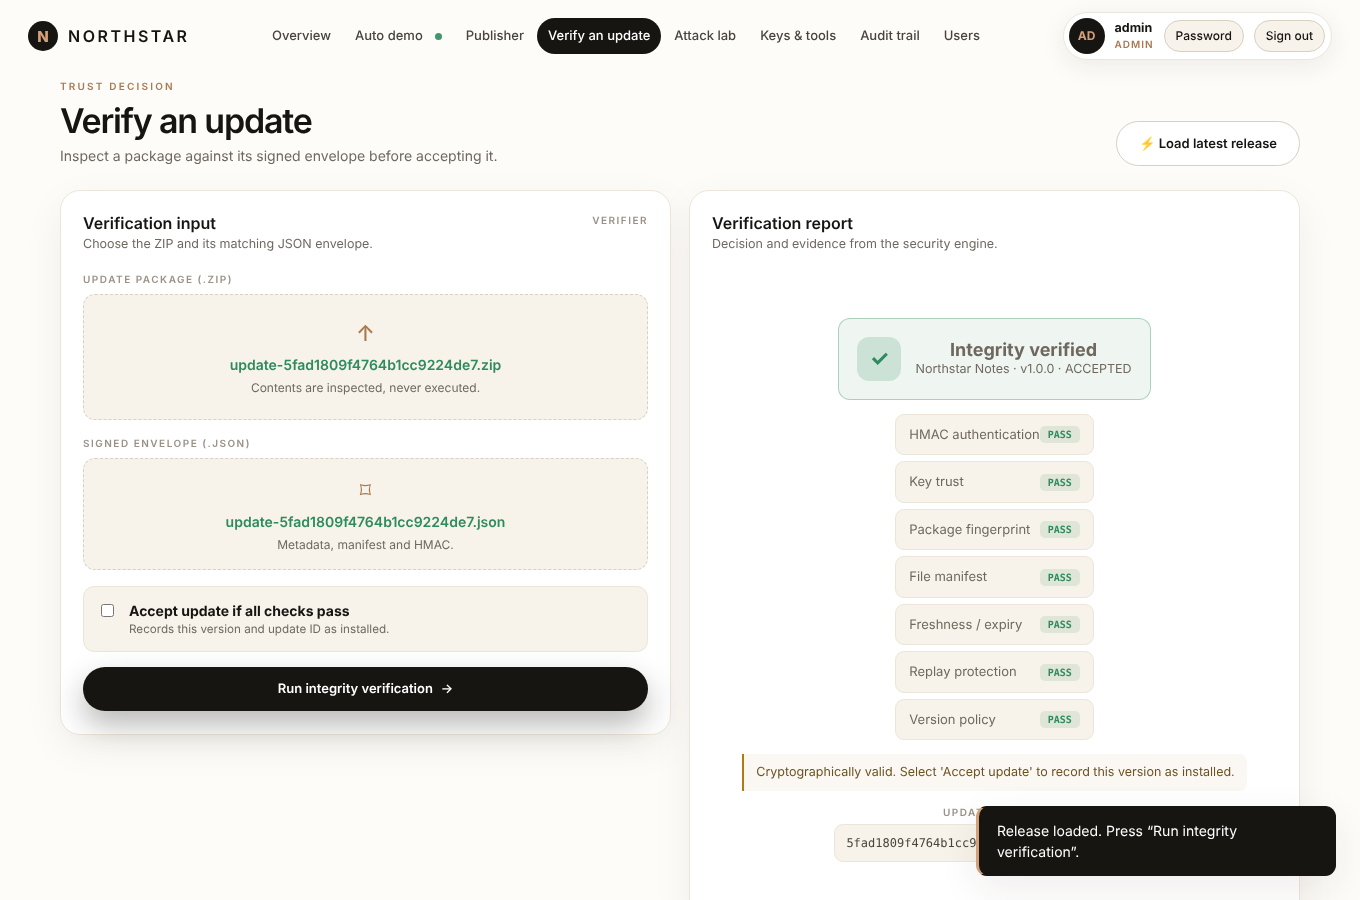 N NORTHSTAR
Overview
Auto demo
Publisher
Verify an update
Attack lab
Keys & tools
Audit trail
Users
AD
admin
ADMIN
Password
Sign out
TRUST DECISION
Verify an update
Inspect a package against its signed envelope before accepting it.
⚡ Load latest release
Verification input
VERIFIER
Choose the ZIP and its matching JSON envelope.
UPDATE PACKAGE (.ZIP)
↑
update-5fad1809f4764b1cc9224de7.zip
Contents are inspected, never executed.
SIGNED ENVELOPE (.JSON)
⌑
update-5fad1809f4764b1cc9224de7.json
Metadata, manifest and HMAC.
Accept update if all checks pass
Records this version and update ID as installed.
Run integrity verification →
Verification report
Decision and evidence from the security engine.
✓
Integrity verified
Northstar Notes · v1.0.0 · ACCEPTED
HMAC authentication PASS
Key trust PASS
Package fingerprint PASS
File manifest PASS
Freshness / expiry PASS
Replay protection PASS
Version policy PASS
Cryptographically valid. Select 'Accept update' to record this version as installed.
5fad1809f4764b1cc9
Release loaded. Press “Run integrity
verification”.